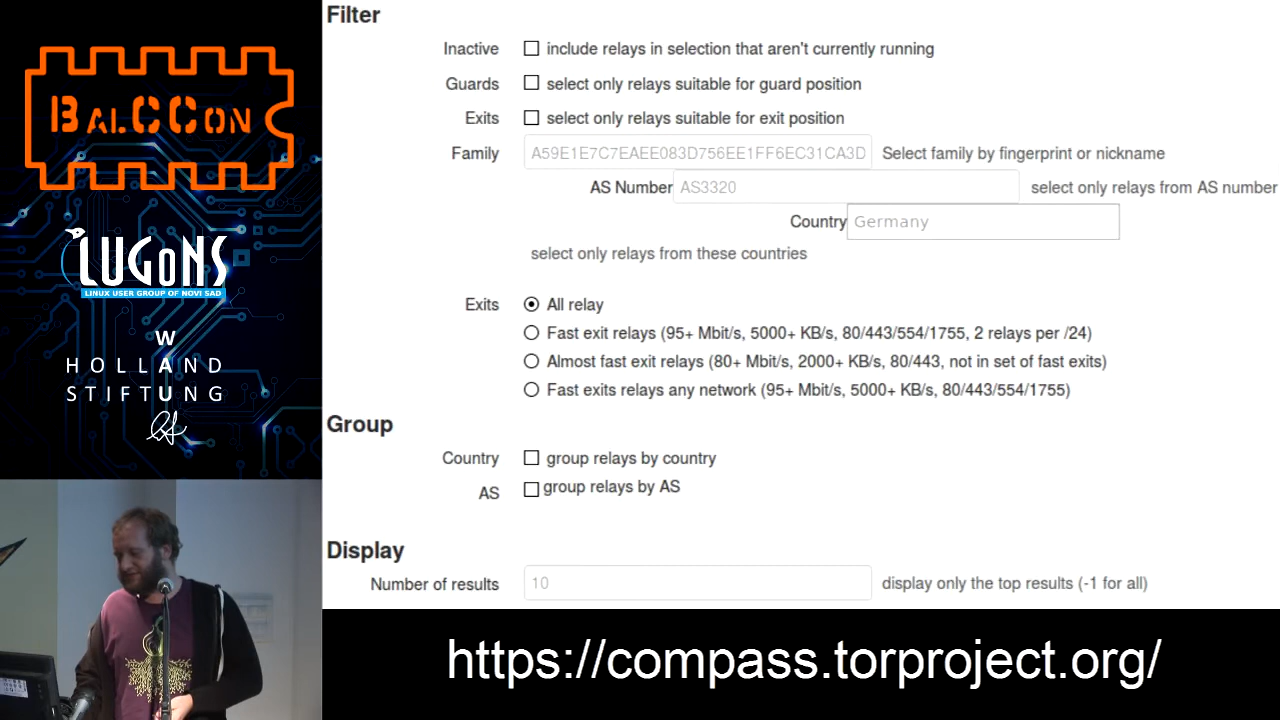 BALCCON
LUGoNS
LINUX USER GROUP OF NOVI SAD
W
HOLLAND
STIFTUNG
Filter
Inactive include relays in selection that aren't currently running
Guards select only relays suitable for guard position
Exits select only relays suitable for exit position
Family A59E1E7C7EAEE083D756EE1FF6EC31CA3D Select family by fingerprint or nickname
AS Number AS3320 select only relays from AS number
Country Germany
select only relays from these countries
Exits All relay
Fast exit relays (95+ Mbit/s, 5000+ KB/s, 80/443/554/1755, 2 relays per /24)
Almost fast exit relays (80+ Mbit/s, 2000+ KB/s, 80/443, not in set of fast exits)
Fast exits relays any network (95+ Mbit/s, 5000+ KB/s, 80/443/554/1755)
Group
Country group relays by country
AS group relays by AS
Display
Number of results 10 display only the top results (-1 for all)
https://compass.torproject.org/